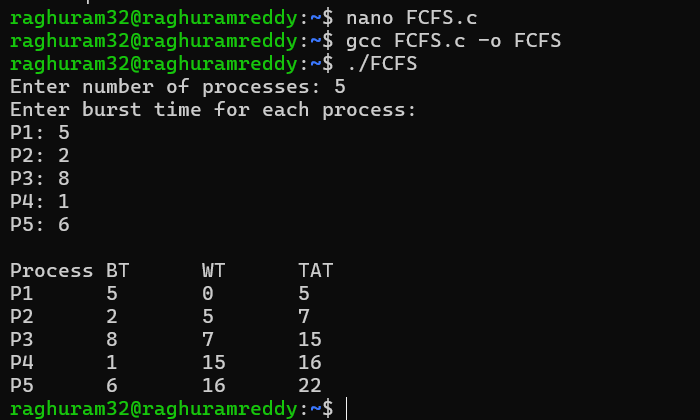 raghuram32@raghuramreddy:~$ nano FCFS.c
raghuram32@raghuramreddy:~$ gcc FCFS.c -o FCFS
raghuram32@raghuramreddy:~$ ./FCFS
Enter number of processes: 5
Enter burst time for each process:
P1: 5
P2: 2
P3: 8
P4: 1
P5: 6

Process BT      WT      TAT
P1      5       0       5
P2      2       5       7
P3      8       7       15
P4      1       15      16
P5      6       16      22
raghuram32@raghuramreddy:~$